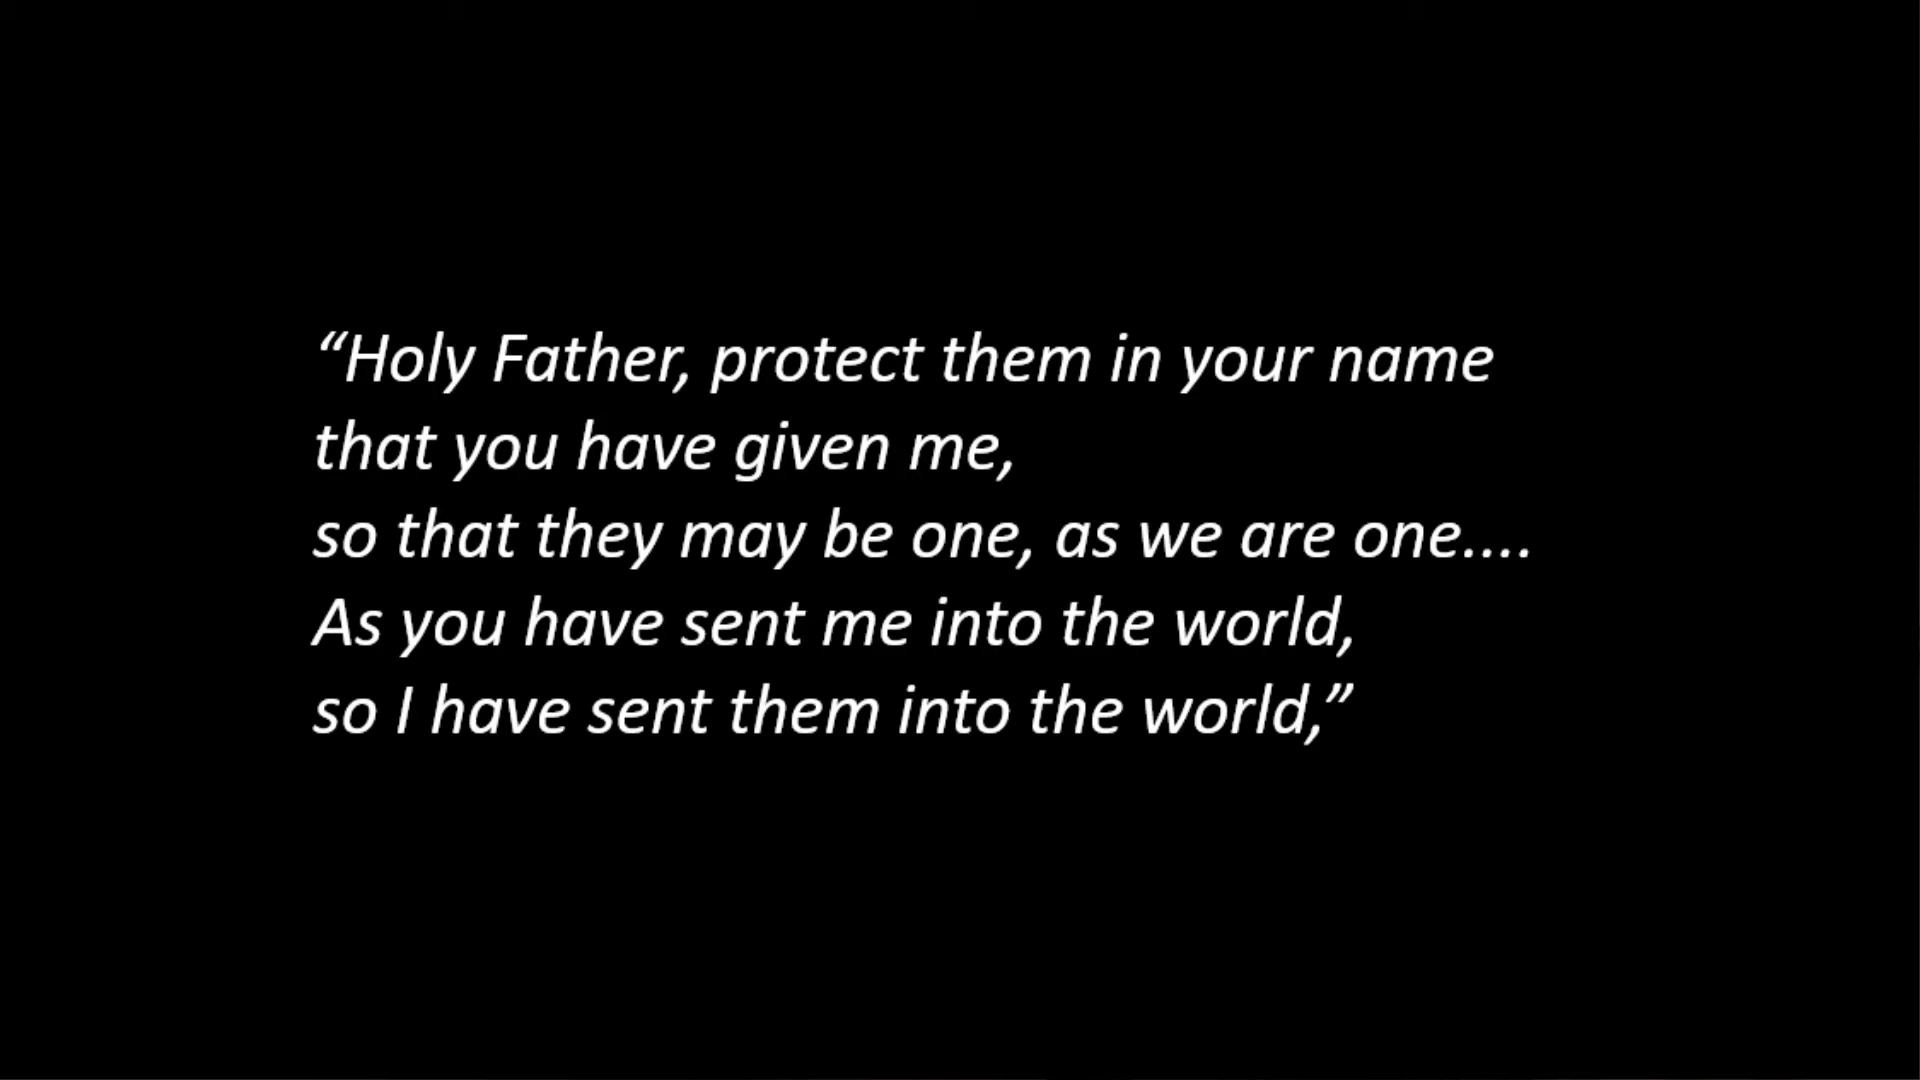 “Holy Father, protect them in your name
that you have given me,
so that they may be one, as we are one....
As you have sent me into the world,
so I have sent them into the world,”